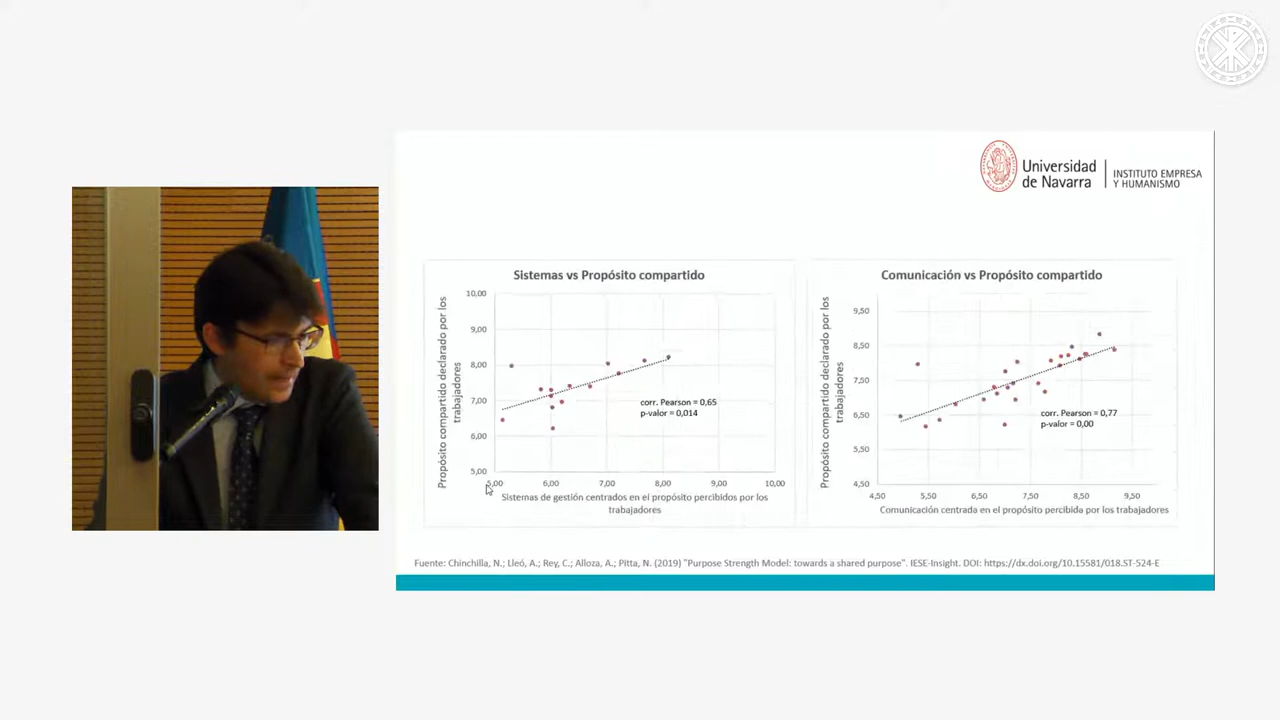 Universidad
de Navarra
INSTITUTO EMPRESA
Y HUMANISMO
Sistemas vs Propósito compartido
Propósito compartido declarado por los
trabajadores
10,00
9,00
8,00
7,00
6,00
5,00
corr. Pearson = 0,65
p-valor = 0,014
5,00 6,00 7,00 8,00 9,00 10,00
Sistemas de gestión centrados en el propósito percibidos por los
trabajadores
Comunicación vs Propósito compartido
Propósito compartido declarado por los
trabajadores
9,50
8,50
7,50
6,50
5,50
4,50
corr. Pearson = 0,77
p-valor = 0,00
4,50 5,50 6,50 7,50 8,50 9,50
Comunicación centrada en el propósito percibida por los trabajadores
Fuente: Chinchilla, N.; Lleó, A.; Rey, C.; Alloza, A.; Pitta, N. (2019) "Purpose Strength Model: towards a shared purpose". IESE-Insight. DOI: https://dx.doi.org/10.15581/018.ST-524-E